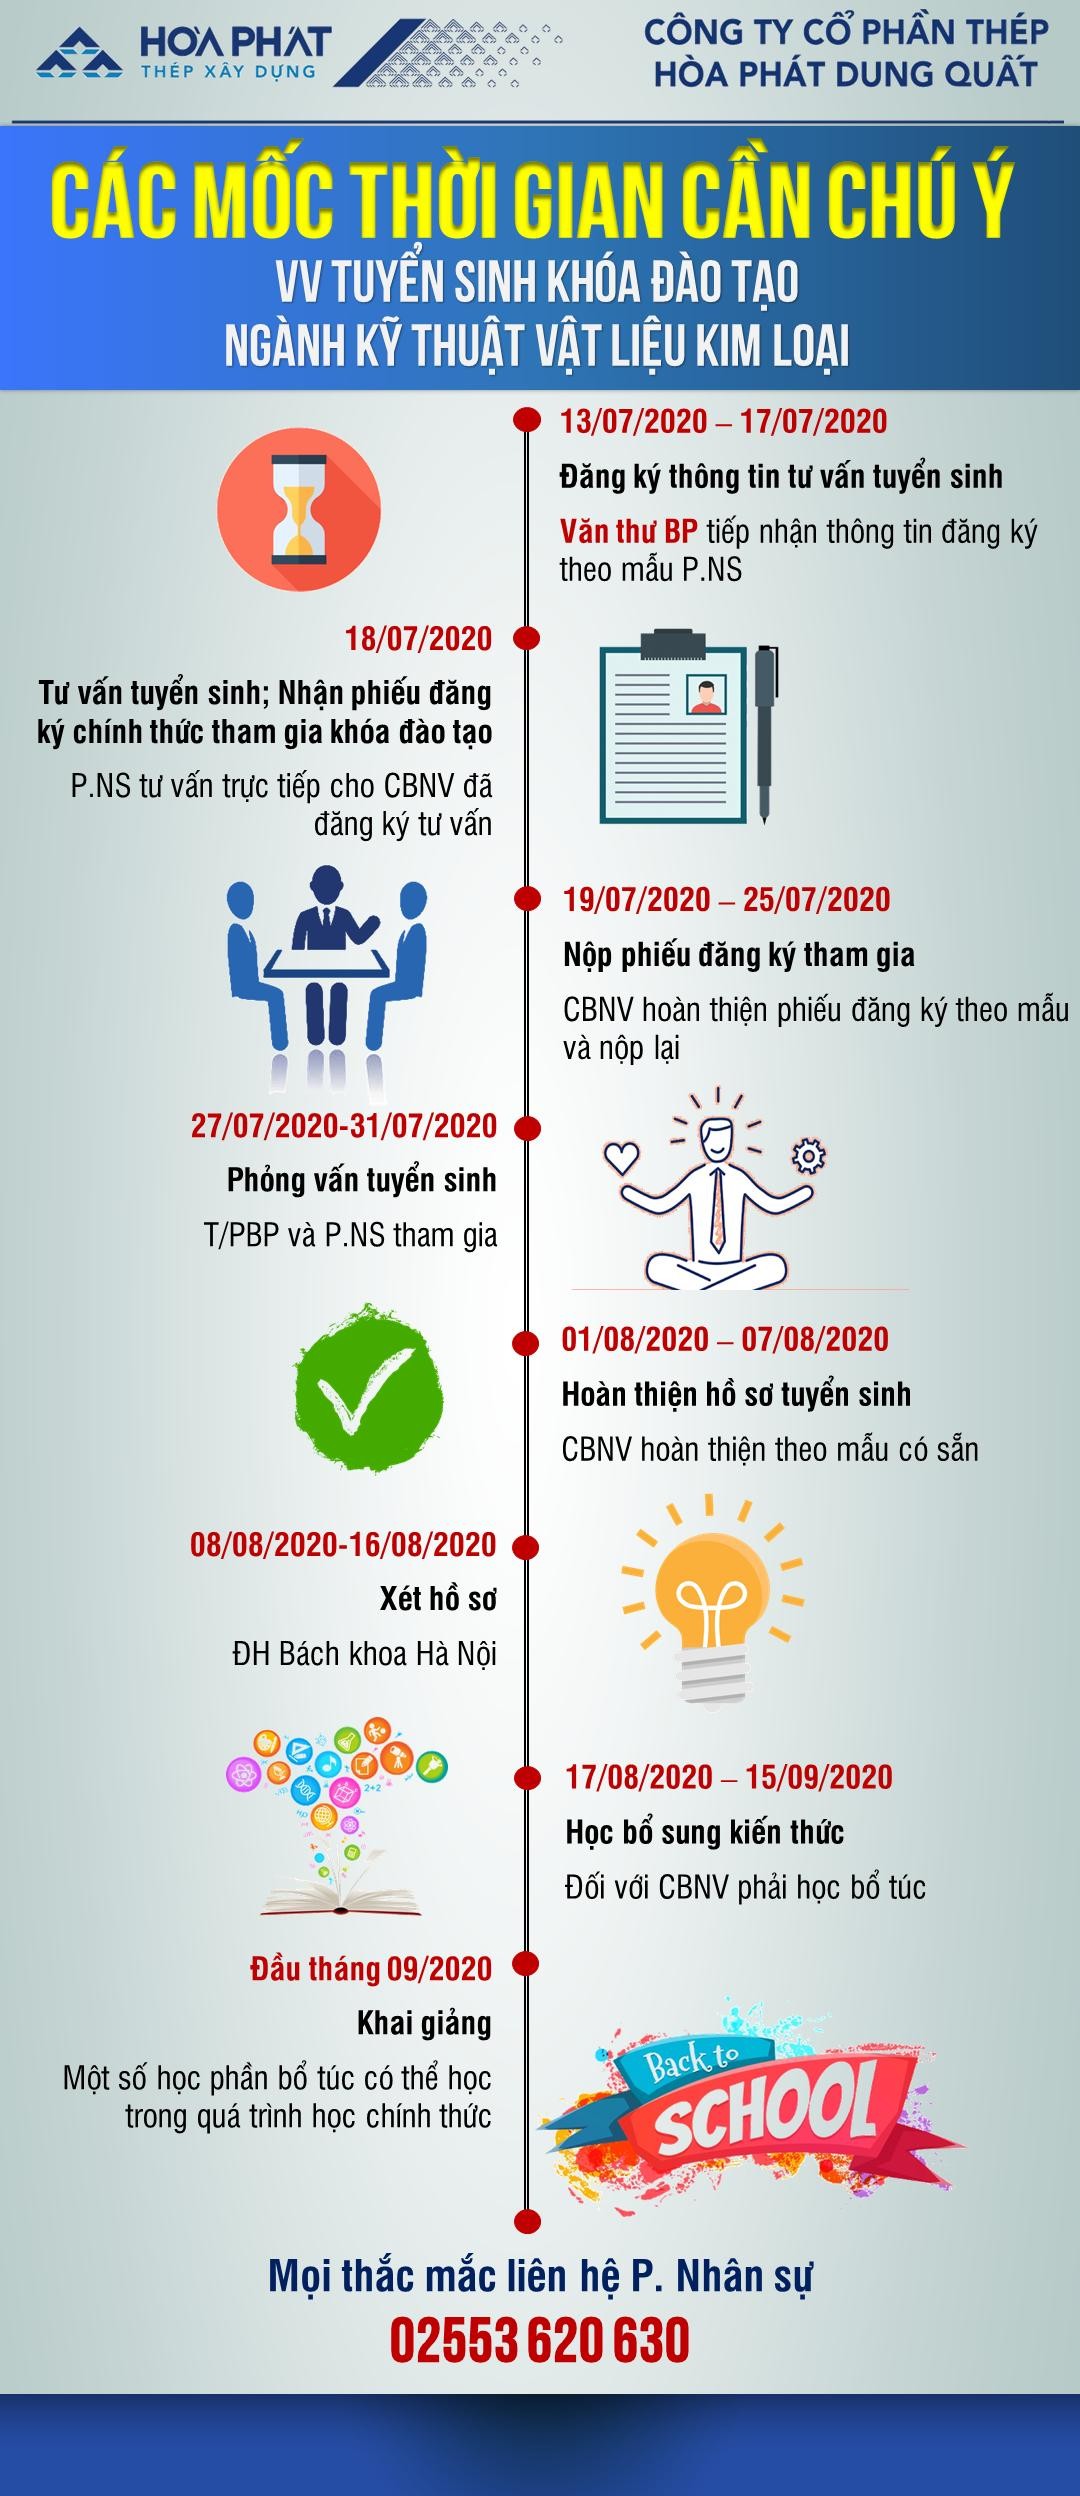 HÒA PHÁT
THÉP XÂY DỰNG
CÔNG TY CỔ PHẦN THÉP
HÒA PHÁT DUNG QUẤT
CÁC MỐC THỜI GIAN CẦN CHÚ Ý
VV TUYỂN SINH KHÓA ĐÀO TẠO
NGÀNH KỸ THUẬT VẬT LIỆU KIM LOẠI
13/07/2020 – 17/07/2020
Đăng ký thông tin tư vấn tuyển sinh
Văn thư BP tiếp nhận thông tin đăng ký
theo mẫu P.NS
18/07/2020
Tư vấn tuyển sinh; Nhận phiếu đăng
ký chính thức tham gia khóa đào tạo
P.NS tư vấn trực tiếp cho CBNV đã
đăng ký tư vấn
19/07/2020 – 25/07/2020
Nộp phiếu đăng ký tham gia
CBNV hoàn thiện phiếu đăng ký theo mẫu
và nộp lại
27/07/2020-31/07/2020
Phỏng vấn tuyển sinh
T/PBP và P.NS tham gia
01/08/2020 – 07/08/2020
Hoàn thiện hồ sơ tuyển sinh
CBNV hoàn thiện theo mẫu có sẵn
08/08/2020-16/08/2020
Xét hồ sơ
ĐH Bách khoa Hà Nội
2+2
17/08/2020 – 15/09/2020
Học bổ sung kiến thức
Đối với CBNV phải học bổ túc
Đầu tháng 09/2020
Khai giảng
Một số học phần bổ túc có thể học
trong quá trình học chính thức
Back to
SCHOOL
Mọi thắc mắc liên hệ P. Nhân sự
02553 620 630